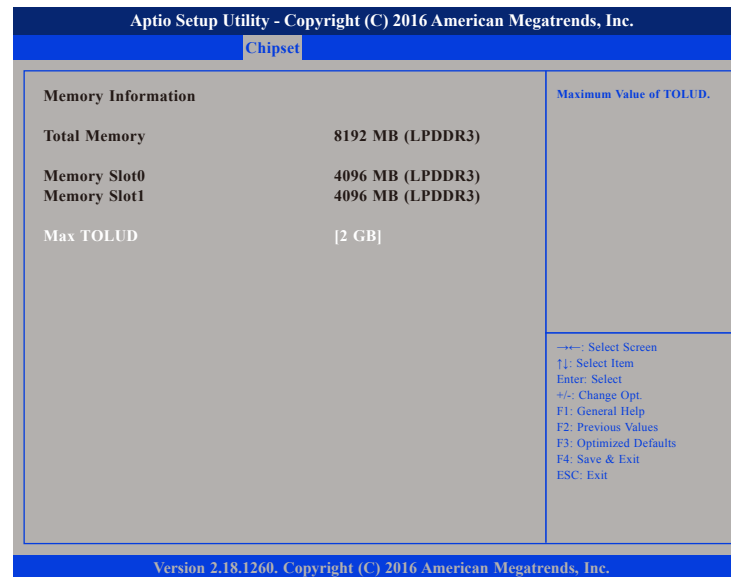 Aptio Setup Utility - Copyright (C) 2016 American Megatrends, Inc.
Chipset
Memory Information
Total Memory 8192 MB (LPDDR3)
Memory Slot0 4096 MB (LPDDR3)
Memory Slot1 4096 MB (LPDDR3)
Max TOLUD [2 GB]
Maximum Value of TOLUD.
→←: Select Screen
↑↓: Select Item
Enter: Select
+/-: Change Opt.
F1: General Help
F2: Previous Values
F3: Optimized Defaults
F4: Save & Exit
ESC: Exit
Version 2.18.1260. Copyright (C) 2016 American Megatrends, Inc.